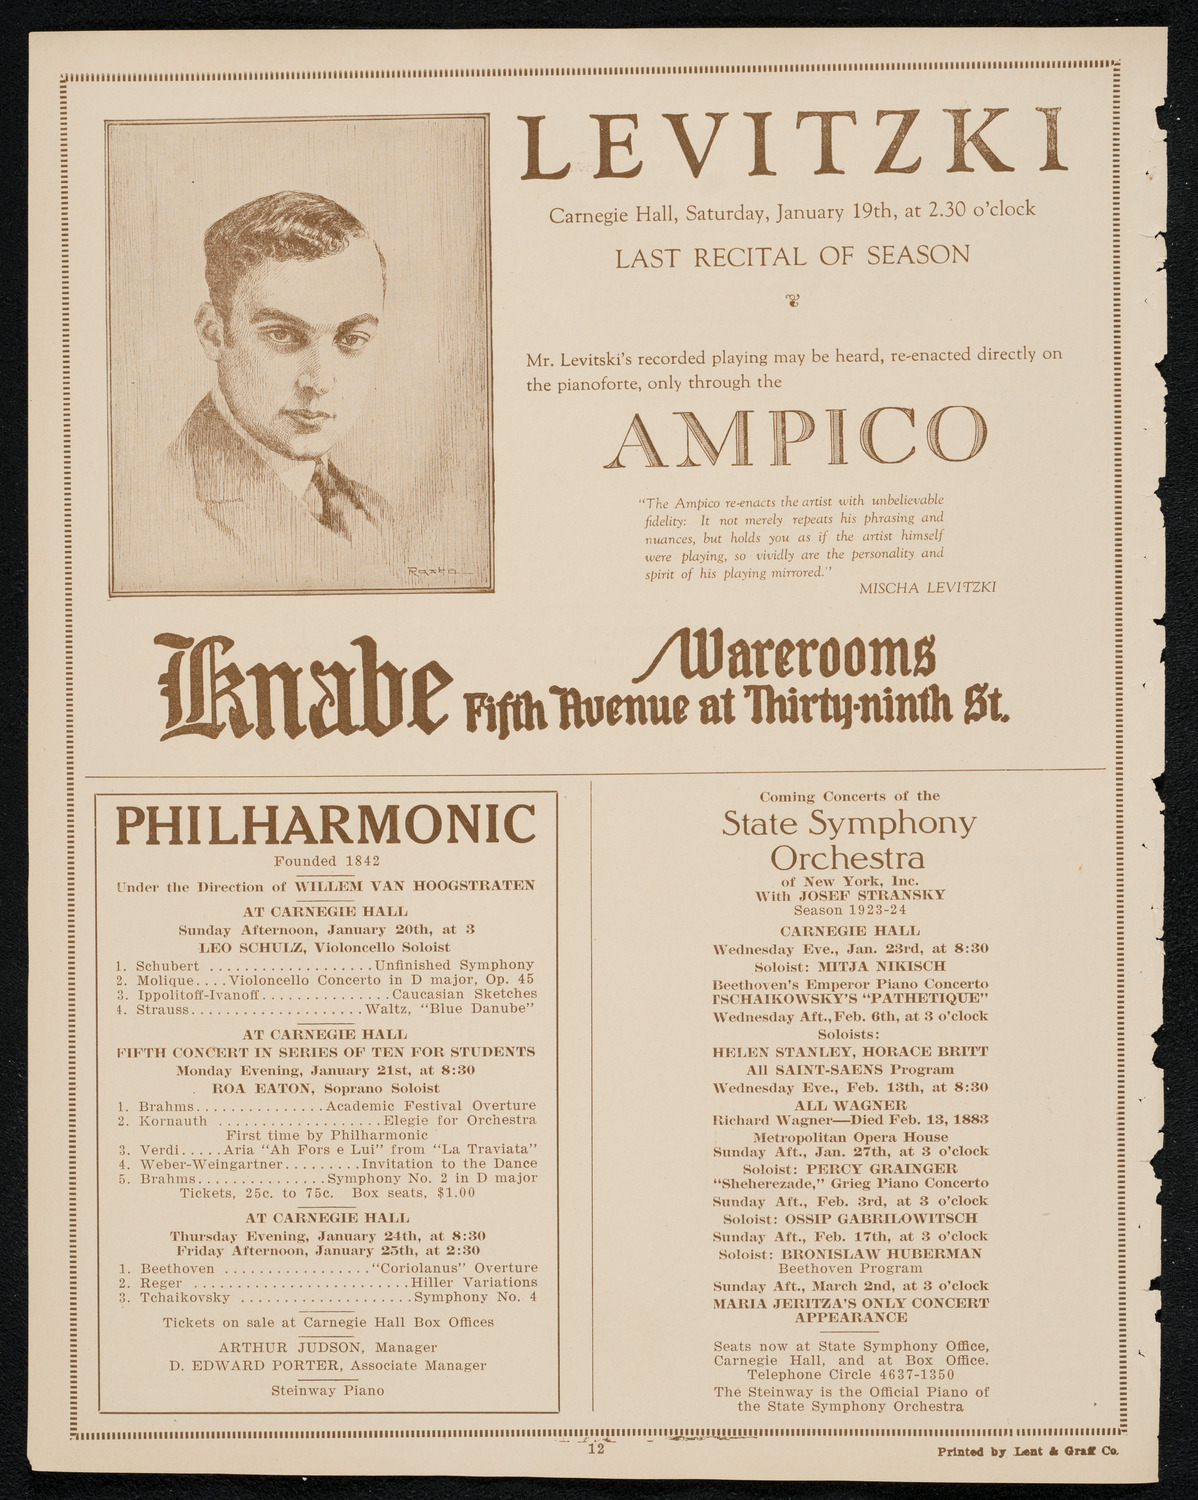 LEVITZKI
Carnegie Hall, Saturday, January 19th, at 2.30 o'clock
LAST RECITAL OF SEASON
Mr. Levitski's recorded playing may be heard, re-enacted directly on
the pianoforte, only through the
AMPICO
"The Ampico re-enacts the artist with unbelievable
fidelity: It not merely repeats his phrasing and
nuances, but holds you as if the artist himself
were playing, so vividly are the personality and
spirit of his playing mirrored."
MISCHA LEVITZKI
Knabe
Warerooms
Fifth Avenue at Thirty-ninth St.
PHILHARMONIC
Founded 1842
Under the Direction of WILLEM VAN HOOGSTRATEN
AT CARNEGIE HALL
Sunday Afternoon, January 20th, at 3
LEO SCHULZ, Violoncello Soloist
1. Schubert ...................Unfinished Symphony
2. Molique....Violoncello Concerto in D major, Op. 45
3. Ippolitoff-Ivanoff...............Caucasian Sketches
4. Strauss....................Waltz, "Blue Danube"
AT CARNEGIE HALL
FIFTH CONCERT IN SERIES OF TEN FOR STUDENTS
Monday Evening, January 21st, at 8:30
ROA EATON, Soprano Soloist
1. Brahms...............Academic Festival Overture
2. Kornauth ...................Elegie for Orchestra
First time by Philharmonic
3. Verdi.....Aria "Ah Fors e Lui" from "La Traviata"
4. Weber-Weingartner.........Invitation to the Dance
5. Brahms...............Symphony No. 2 in D major
Tickets, 25c. to 75c. Box seats, $1.00
AT CARNEGIE HALL
Thursday Evening, January 24th, at 8:30
Friday Afternoon, January 25th, at 2:30
1. Beethoven .................."Coriolanus" Overture
2. Reger .........................Hiller Variations
3. Tchaikovsky ....................Symphony No. 4
Tickets on sale at Carnegie Hall Box Offices
ARTHUR JUDSON, Manager
D. EDWARD PORTER, Associate Manager
Steinway Piano
Coming Concerts of the
State Symphony
Orchestra
of New York, Inc.
With JOSEF STRANSKY
Season 1923-24
CARNEGIE HALL
Wednesday Eve., Jan. 23rd, at 8:30
Soloist: MITJA NIKISCH
Beethoven's Emperor Piano Concerto
TSCHAIKOWSKY'S "PATHETIQUE"
Wednesday Aft., Feb. 6th, at 3 o'clock
Soloists:
HELEN STANLEY, HORACE BRITT
All SAINT-SAENS Program
Wednesday Eve., Feb. 13th, at 8:30
ALL WAGNER
Richard Wagner—Died Feb. 13, 1883
Metropolitan Opera House
Sunday Aft., Jan. 27th, at 3 o'clock
Soloist: PERCY GRAINGER
"Sheherezade," Grieg Piano Concerto
Sunday Aft., Feb. 3rd, at 3 o'clock
Soloist: OSSIP GABRILOWITSCH
Sunday Aft., Feb. 17th, at 3 o'clock
Soloist: BRONISLAW HUBERMAN
Beethoven Program
Sunday Aft., March 2nd, at 3 o'clock
MARIA JERITZA'S ONLY CONCERT
APPEARANCE
Seats now at State Symphony Office,
Carnegie Hall, and at Box Office.
Telephone Circle 4637-1350
The Steinway is the Official Piano of
the State Symphony Orchestra
12
Printed by Lent & Graff Co.